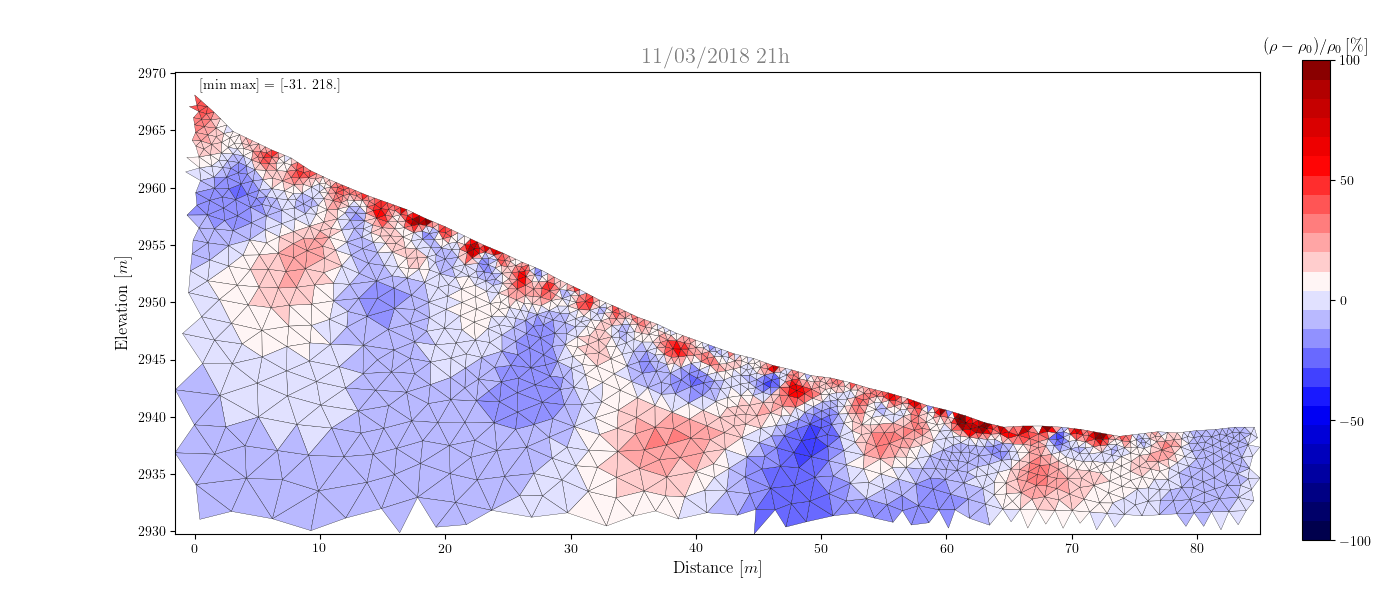 11/03/2018 21h
(ρ − ρ₀)/ρ₀ [%]
[min max] = [-31. 218.]
2970
2965
2960
2955
2950
2945
2940
2935
2930
Elevation [m]
0 10 20 30 40 50 60 70 80
Distance [m]
100
50
0
−50
−100